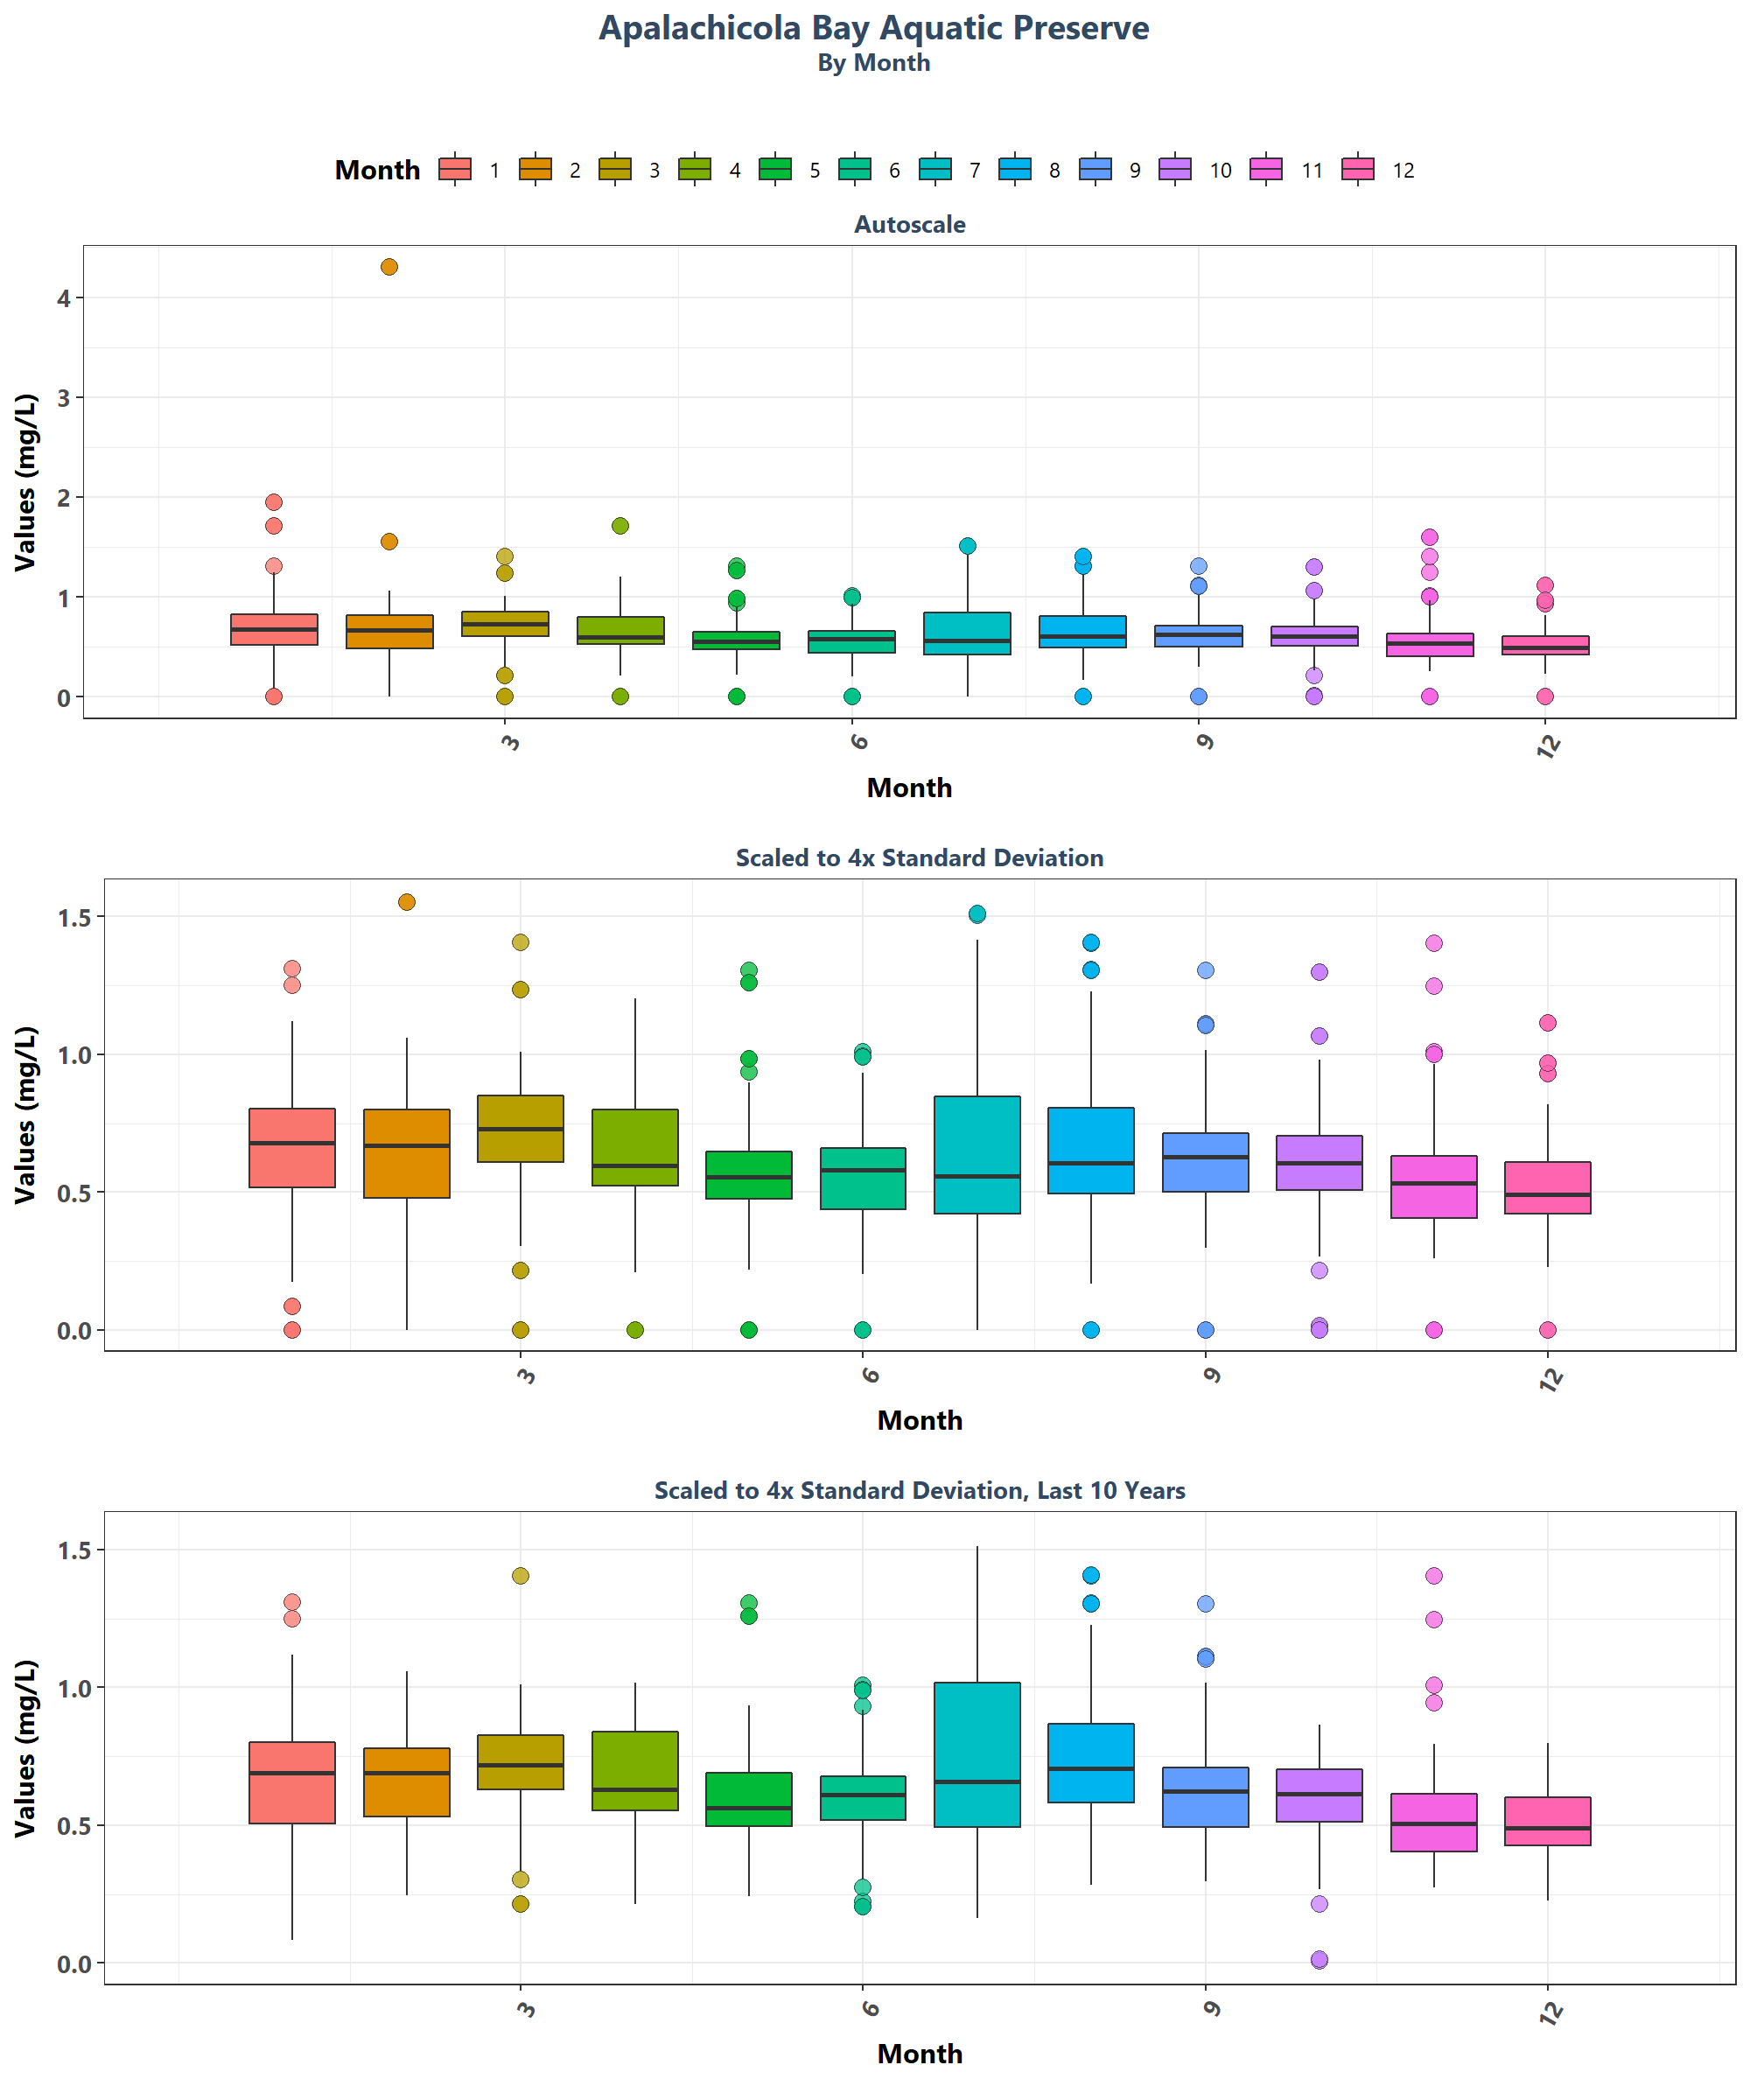 Apalachicola Bay Aquatic Preserve
By Month
Month 1 2 3 4 5 6 7 8 9 10 11 12
Autoscale
Values (mg/L)
4
3
2
1
0
3 6 9 12
Month
Scaled to 4x Standard Deviation
Values (mg/L)
1.5
1.0
0.5
0.0
3 6 9 12
Month
Scaled to 4x Standard Deviation, Last 10 Years
Values (mg/L)
1.5
1.0
0.5
0.0
3 6 9 12
Month